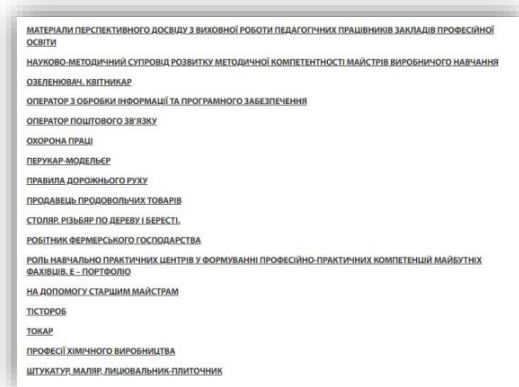 МАТЕРІАЛИ ПЕРСПЕКТИВНОГО ДОСВІДУ З ВИХОВНОЇ РОБОТИ ПЕДАГОГІЧНИХ ПРАЦІВНИКІВ ЗАКЛАДІВ ПРОФЕСІЙНОЇ
ОСВІТИ
НАУКОВО-МЕТОДИЧНИЙ СУПРОВІД РОЗВИТКУ МЕТОДИЧНОЇ КОМПЕТЕНТНОСТІ МАЙСТРІВ ВИРОБНИЧОГО НАВЧАННЯ
ОЗЕЛЕНЮВАЧ. КВІТНИКАР
ОПЕРАТОР З ОБРОБКИ ІНФОРМАЦІЇ ТА ПРОГРАМНОГО ЗАБЕЗПЕЧЕННЯ
ОПЕРАТОР ПОШТОВОГО ЗВ'ЯЗКУ
ОХОРОНА ПРАЦІ
ПЕРУКАР-МОДЕЛЬЄР
ПРАВИЛА ДОРОЖНЬОГО РУХУ
ПРОДАВЕЦЬ ПРОДОВОЛЬЧИХ ТОВАРІВ
СТОЛЯР. РІЗЬБЯР ПО ДЕРЕВУ І БЕРЕСТІ.
РОБІТНИК ФЕРМЕРСЬКОГО ГОСПОДАРСТВА
РОЛЬ НАВЧАЛЬНО ПРАКТИЧНИХ ЦЕНТРІВ У ФОРМУВАННІ ПРОФЕСІЙНО-ПРАКТИЧНИХ КОМПЕТЕНЦІЙ МАЙБУТНІХ
ФАХІВЦІВ. Е – ПОРТФОЛІО
НА ДОПОМОГУ СТАРШИМ МАЙСТРАМ
ТІСТОРОБ
ТОКАР
ПРОФЕСІЇ ХІМІЧНОГО ВИРОБНИЦТВА
ШТУКАТУР, МАЛЯР, ЛИЦЮВАЛЬНИК-ПЛИТОЧНИК